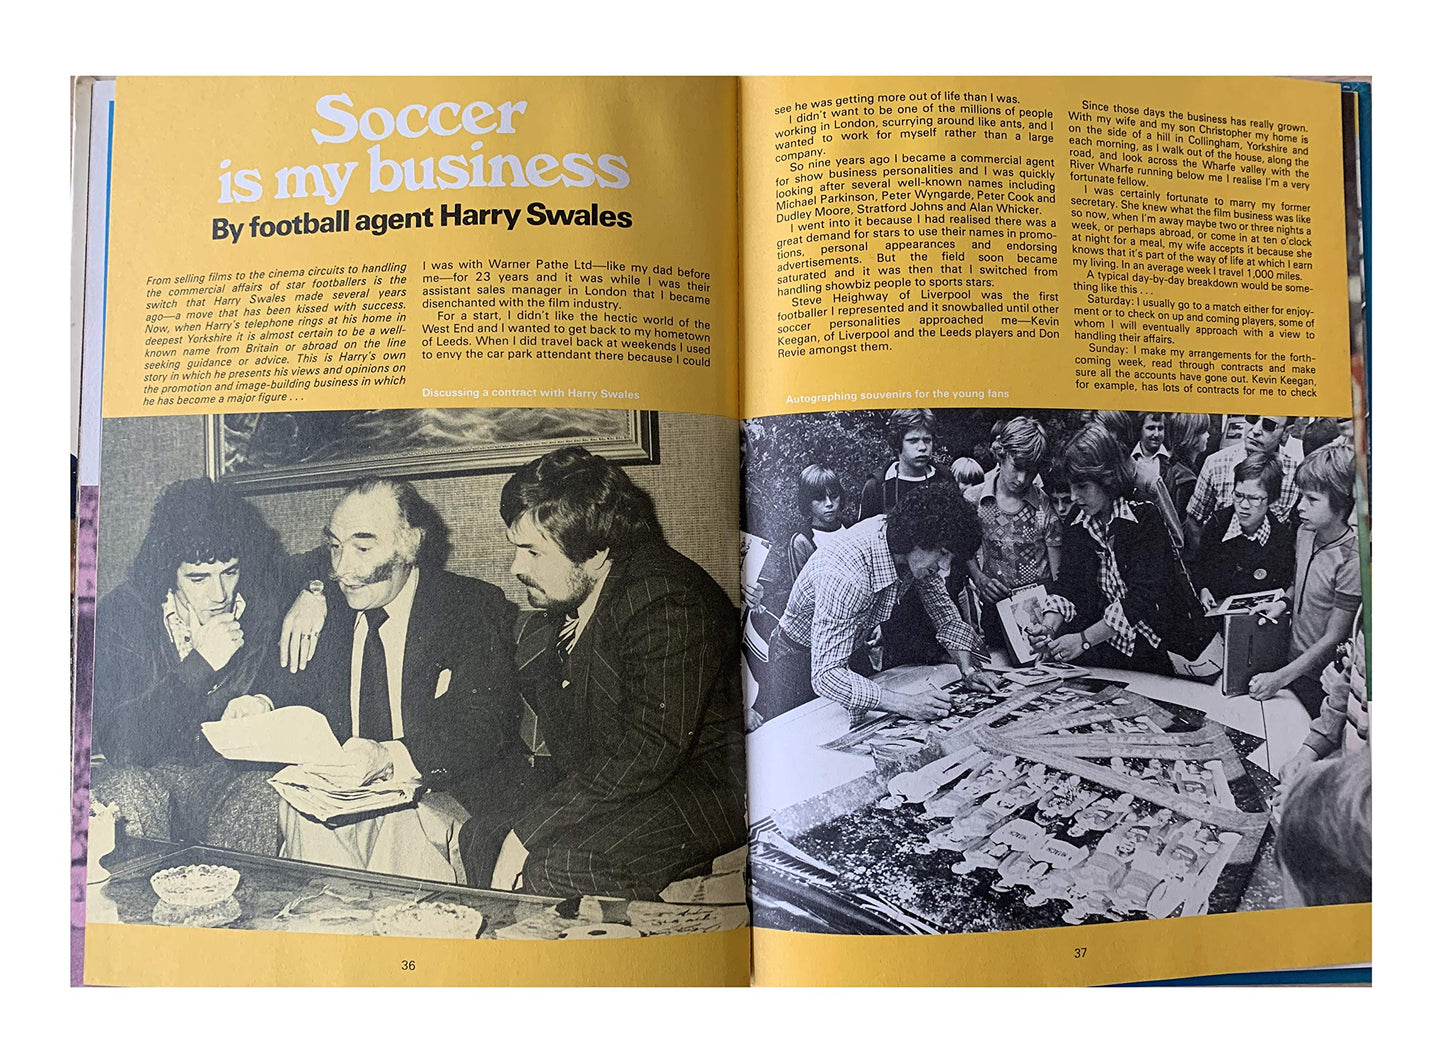 Soccer
is my business
By football agent Harry Swales
From selling films to the cinema circuits to handling
the commercial affairs of star footballers is the
switch that Harry Swales made several years
ago—a move that has been kissed with success.
Now, when Harry's telephone rings at his home in
deepest Yorkshire it is almost certain to be a well-
known name from Britain or abroad on the line
seeking guidance or advice. This is Harry's own
story in which he presents his views and opinions on
the promotion and image-building business in which
he has become a major figure . . .
I was with Warner Pathe Ltd—like my dad before
me—for 23 years and it was while I was their
assistant sales manager in London that I became
disenchanted with the film industry.
For a start, I didn't like the hectic world of the
West End and I wanted to get back to my hometown
of Leeds. When I did travel back at weekends I used
to envy the car park attendant there because I could
Discussing a contract with Harry Swales
36
see he was getting more out of life than I was.
I didn't want to be one of the millions of people
working in London, scurrying around like ants, and I
wanted to work for myself rather than a large
company.
So nine years ago I became a commercial agent
for show business personalities and I was quickly
looking after several well-known names including
Michael Parkinson, Peter Wyngarde, Peter Cook and
Dudley Moore, Stratford Johns and Alan Whicker.
I went into it because I had realised there was a
great demand for stars to use their names in promo-
tions, personal appearances and endorsing
advertisements. But the field soon became
saturated and it was then that I switched from
handling showbiz people to sports stars.
Steve Heighway of Liverpool was the first
footballer I represented and it snowballed until other
soccer personalities approached me—Kevin
Keegan, of Liverpool and the Leeds players and Don
Revie amongst them.
Since those days the business has really grown.
With my wife and my son Christopher my home is
on the side of a hill in Collingham, Yorkshire and
each morning, as I walk out of the house, along the
road, and look across the Wharfe valley with the
River Wharfe running below me I realise I'm a very
fortunate fellow.
I was certainly fortunate to marry my former
secretary. She knew what the film business was like
so now, when I'm away maybe two or three nights a
week, or perhaps abroad, or come in at ten o'clock
at night for a meal, my wife accepts it because she
knows that it's part of the way of life at which I earn
my living. In an average week I travel 1,000 miles.
A typical day-by-day breakdown would be some-
thing like this . . .
Saturday: I usually go to a match either for enjoy-
ment or to check on up and coming players, some of
whom I will eventually approach with a view to
handling their affairs.
Sunday: I make my arrangements for the forth-
coming week, read through contracts and make
sure all the accounts have gone out. Kevin Keegan,
for example, has lots of contracts for me to check
Autographing souvenirs for the young fans
37